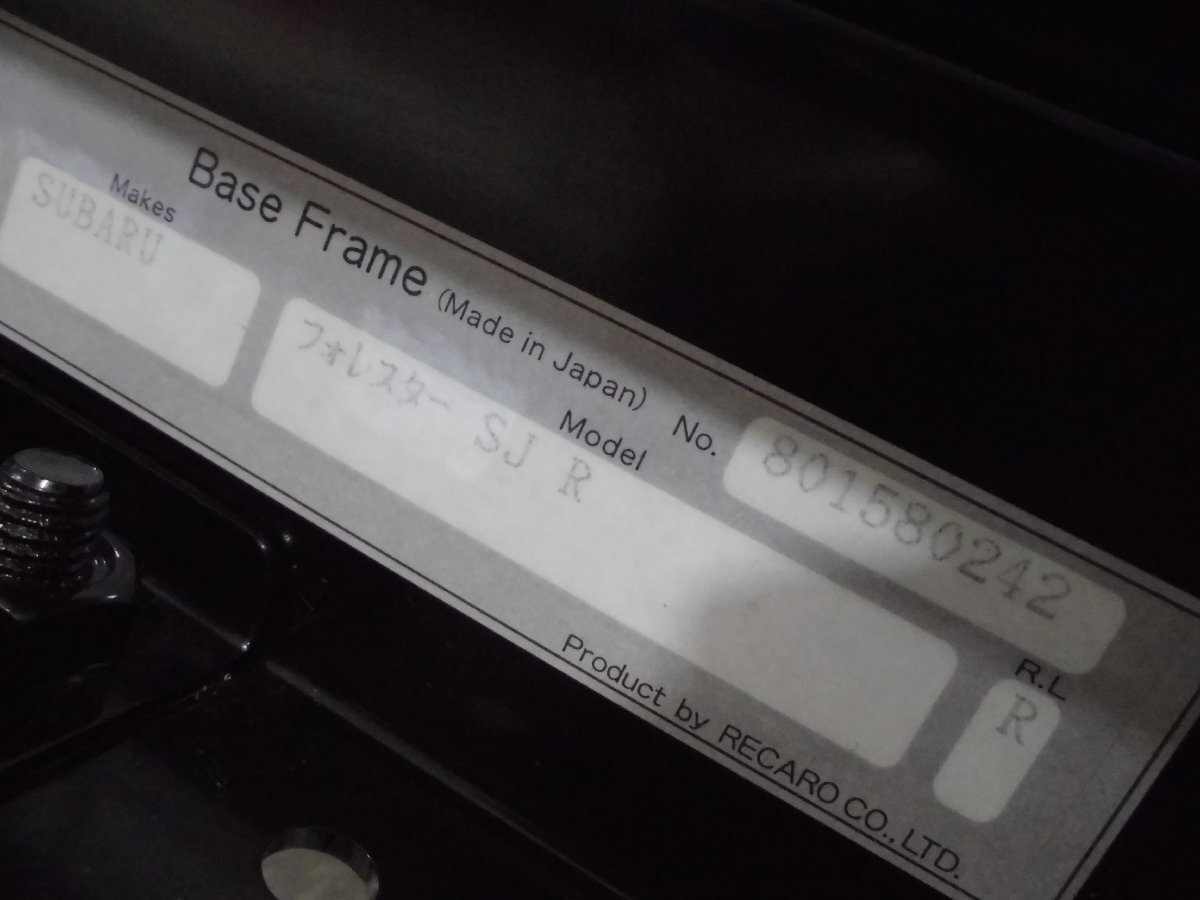 Base Frame (Made in Japan) No. 801580242
Makes Model R.L
SUBARU フォレスター SJ R R
Product by RECARO CO., LTD.